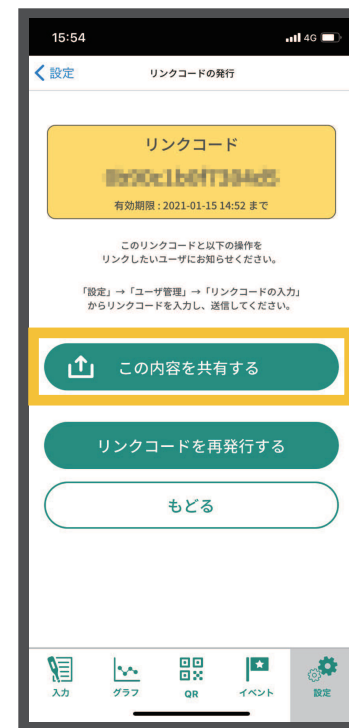 15:54
4G
設定
リンクコードの発行
リンクコード
有効期限 : 2021-01-15 14:52 まで
このリンクコードと以下の操作を
リンクしたいユーザにお知らせください。
「設定」→「ユーザ管理」→「リンクコードの入力」
からリンクコードを入力し、送信してください。
この内容を共有する
リンクコードを再発行する
もどる
入力
グラフ
QR
イベント
設定